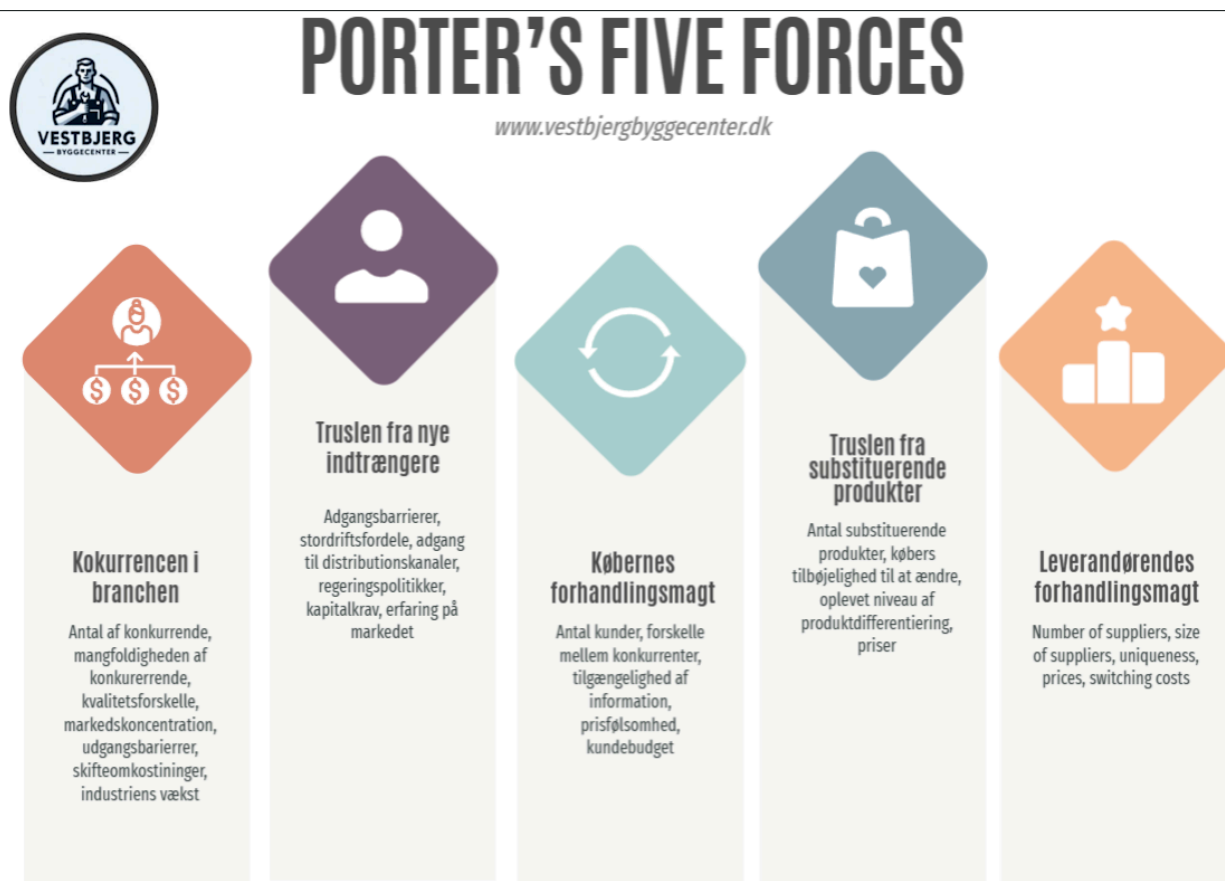 PORTER'S FIVE FORCES
www.vestbjergbyggecenter.dk
VESTBJERG
BYGGECENTER
Kokurrencen i
branchen
Antal af konkurrende,
mangfoldigheden af
konkurerrende,
kvalitetsforskelle,
markedskoncentration,
udgangsbarierrer,
skifteomkostininger,
industriens vækst
Truslen fra nye
indtrængere
Adgangsbarrierer,
stordriftsfordele, adgang
til distributionskanaler,
regeringspolitikker,
kapitalkrav, erfaring på
markedet
Købernes
forhandlingsmagt
Antal kunder, forskelle
mellem konkurrenter,
tilgængelighed af
information,
prisfølsomhed,
kundebudget
Truslen fra
substituerende
produkter
Antal substituerende
produkter, købers
tilbøjelighed til at ændre,
oplevet niveau af
produktdifferentiering,
priser
Leverandørendes
forhandlingsmagt
Number of suppliers, size
of suppliers, uniqueness,
prices, switching costs